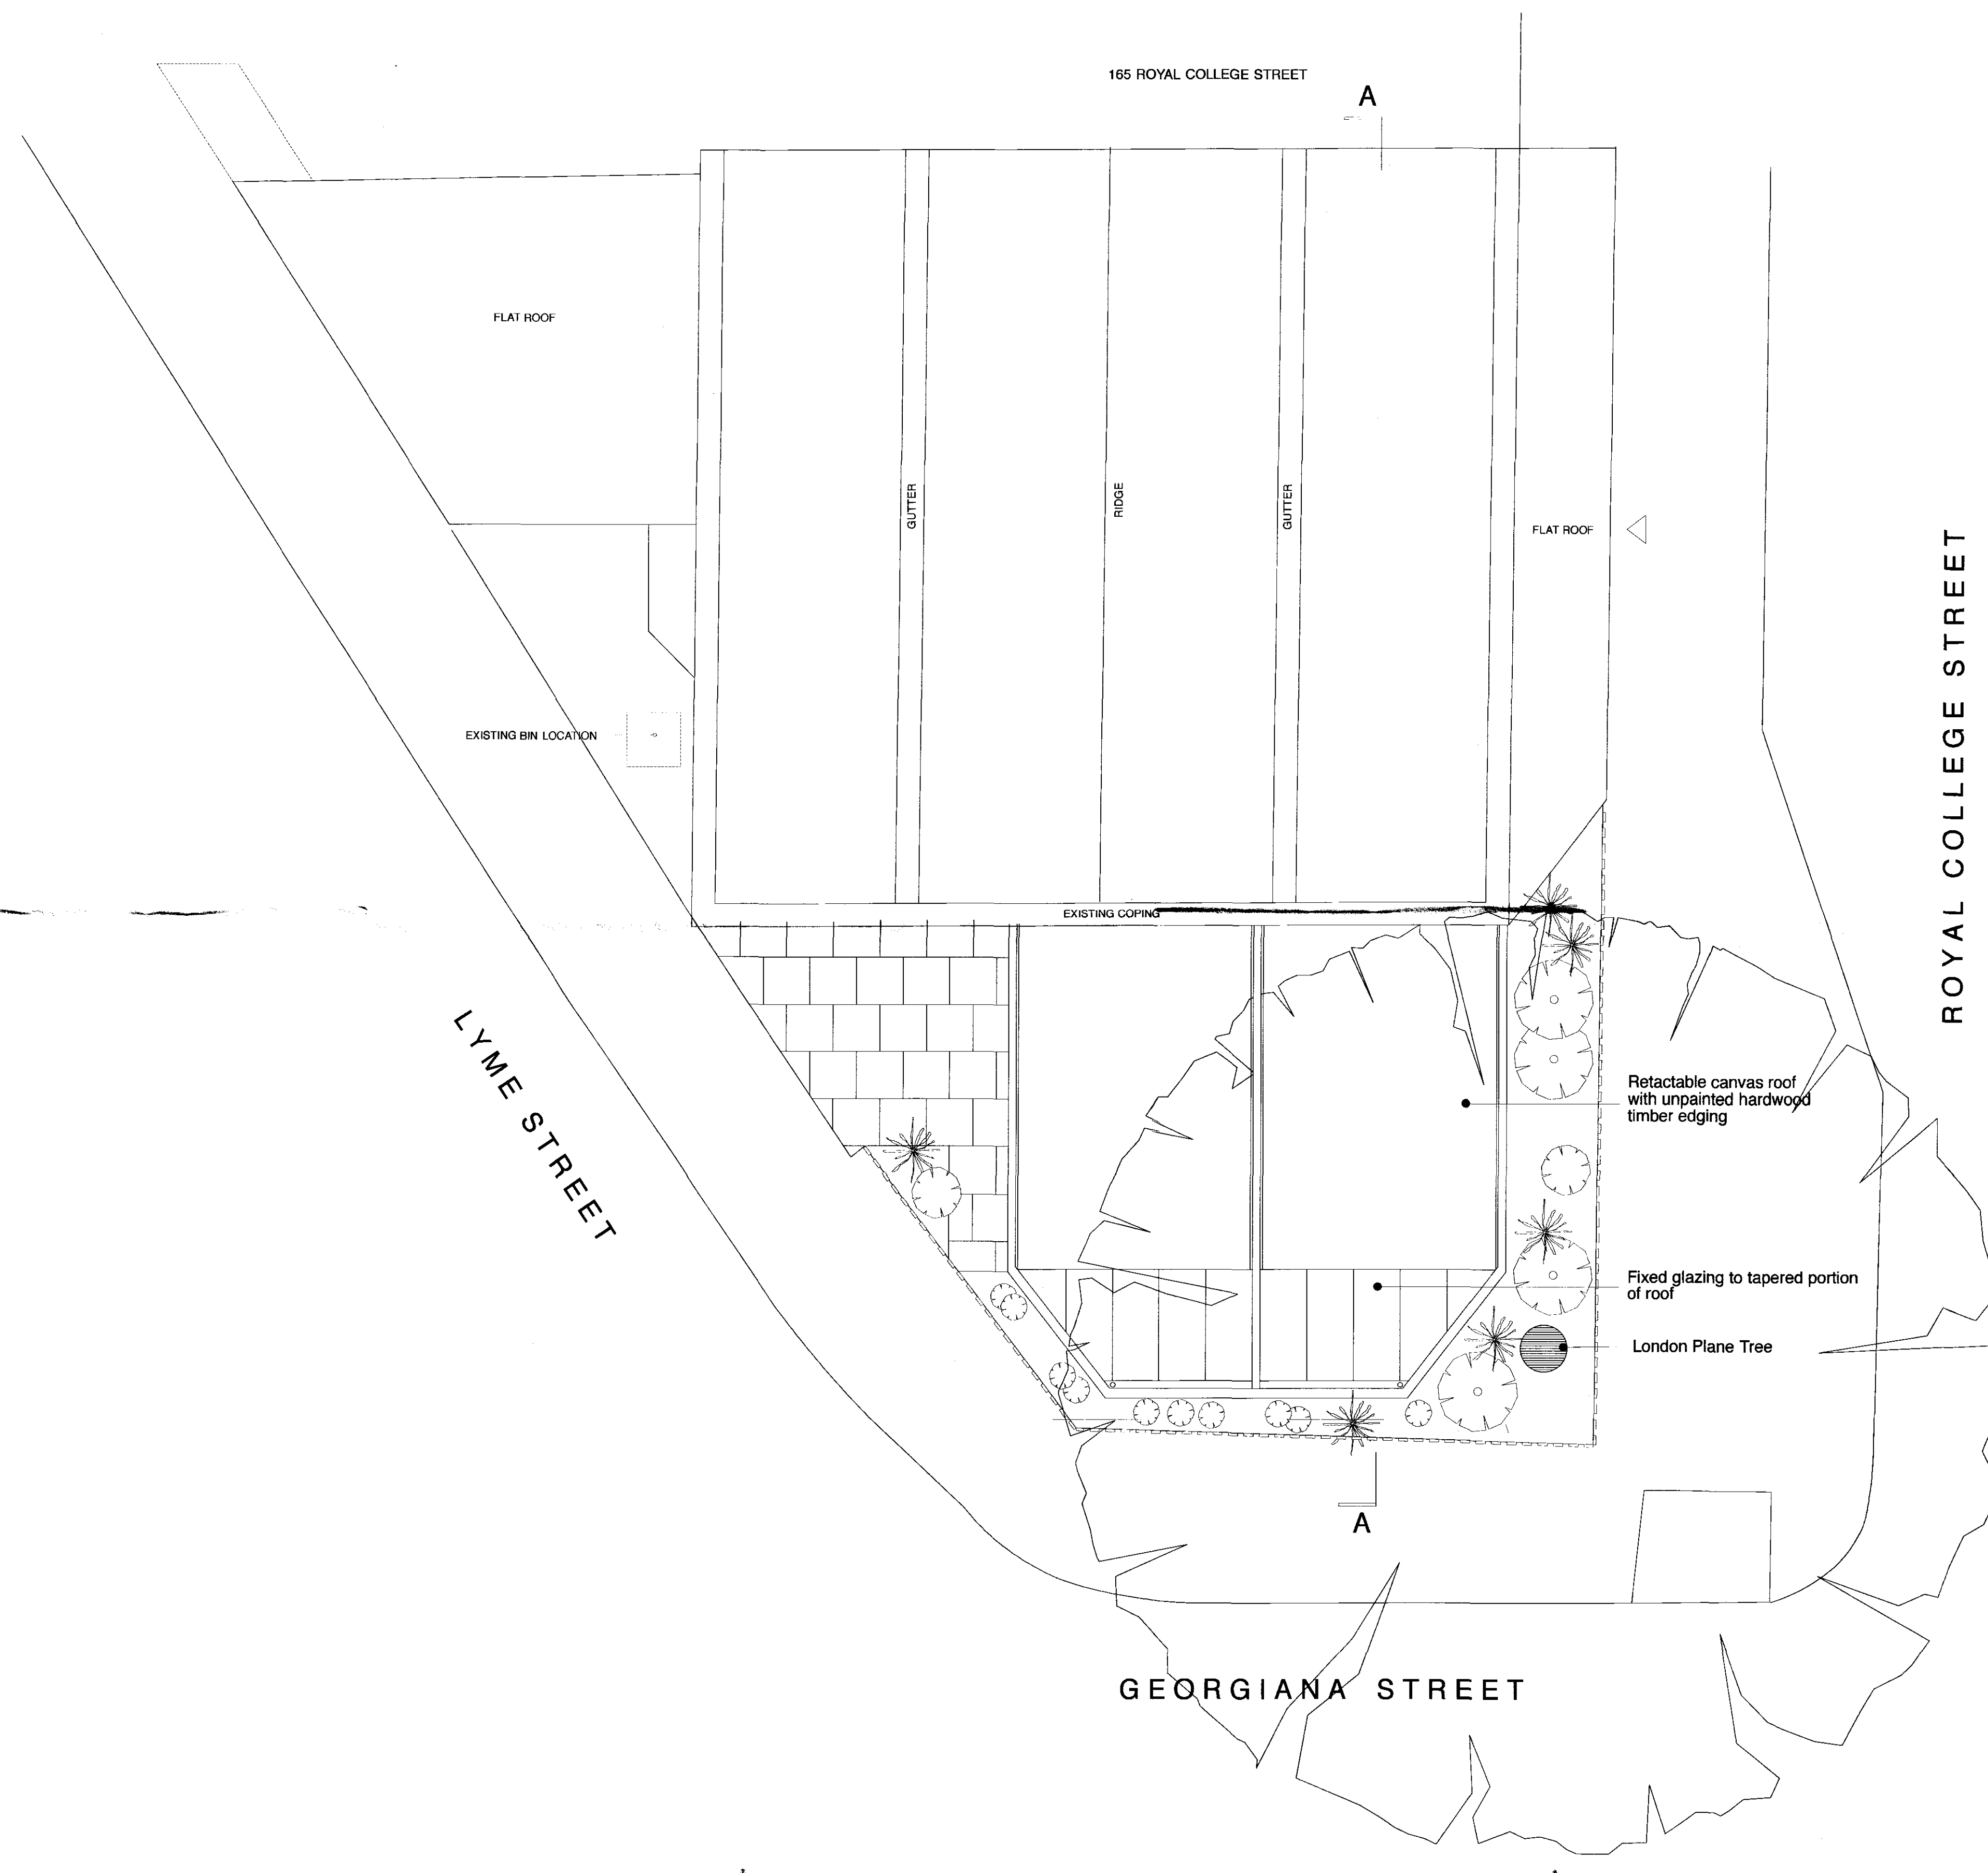 165 ROYAL COLLEGE STREET
A
FLAT ROOF
GUTTER
RIDGE
GUTTER
FLAT ROOF
ROYAL COLLEGE STREET
EXISTING BIN LOCATION
EXISTING COPING
LYME STREET
Retactable canvas roof
with unpainted hardwood
timber edging
Fixed glazing to tapered portion
of roof
London Plane Tree
A
GEORGIANA STREET